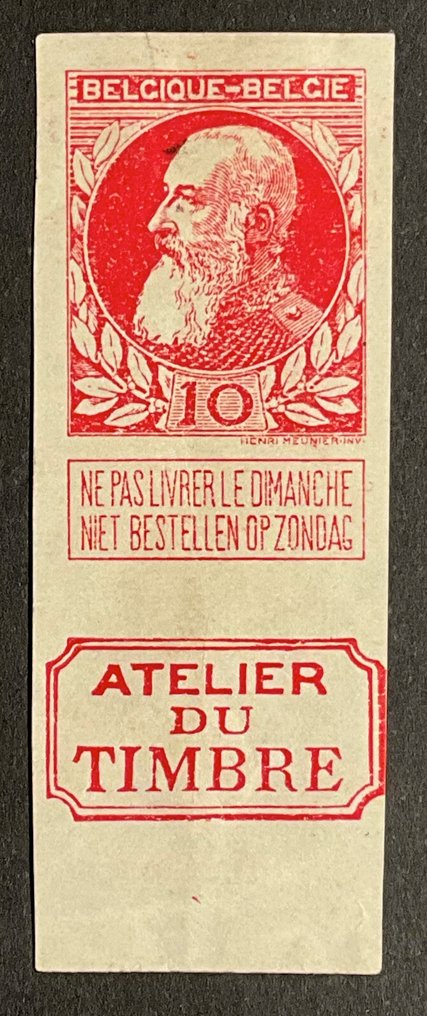 BELGIQUE-BELGIE
10
HENRI MEUNIER·INV·
NE PAS LIVRER LE DIMANCHE
NIET BESTELLEN OP ZONDAG
ATELIER
DU
TIMBRE